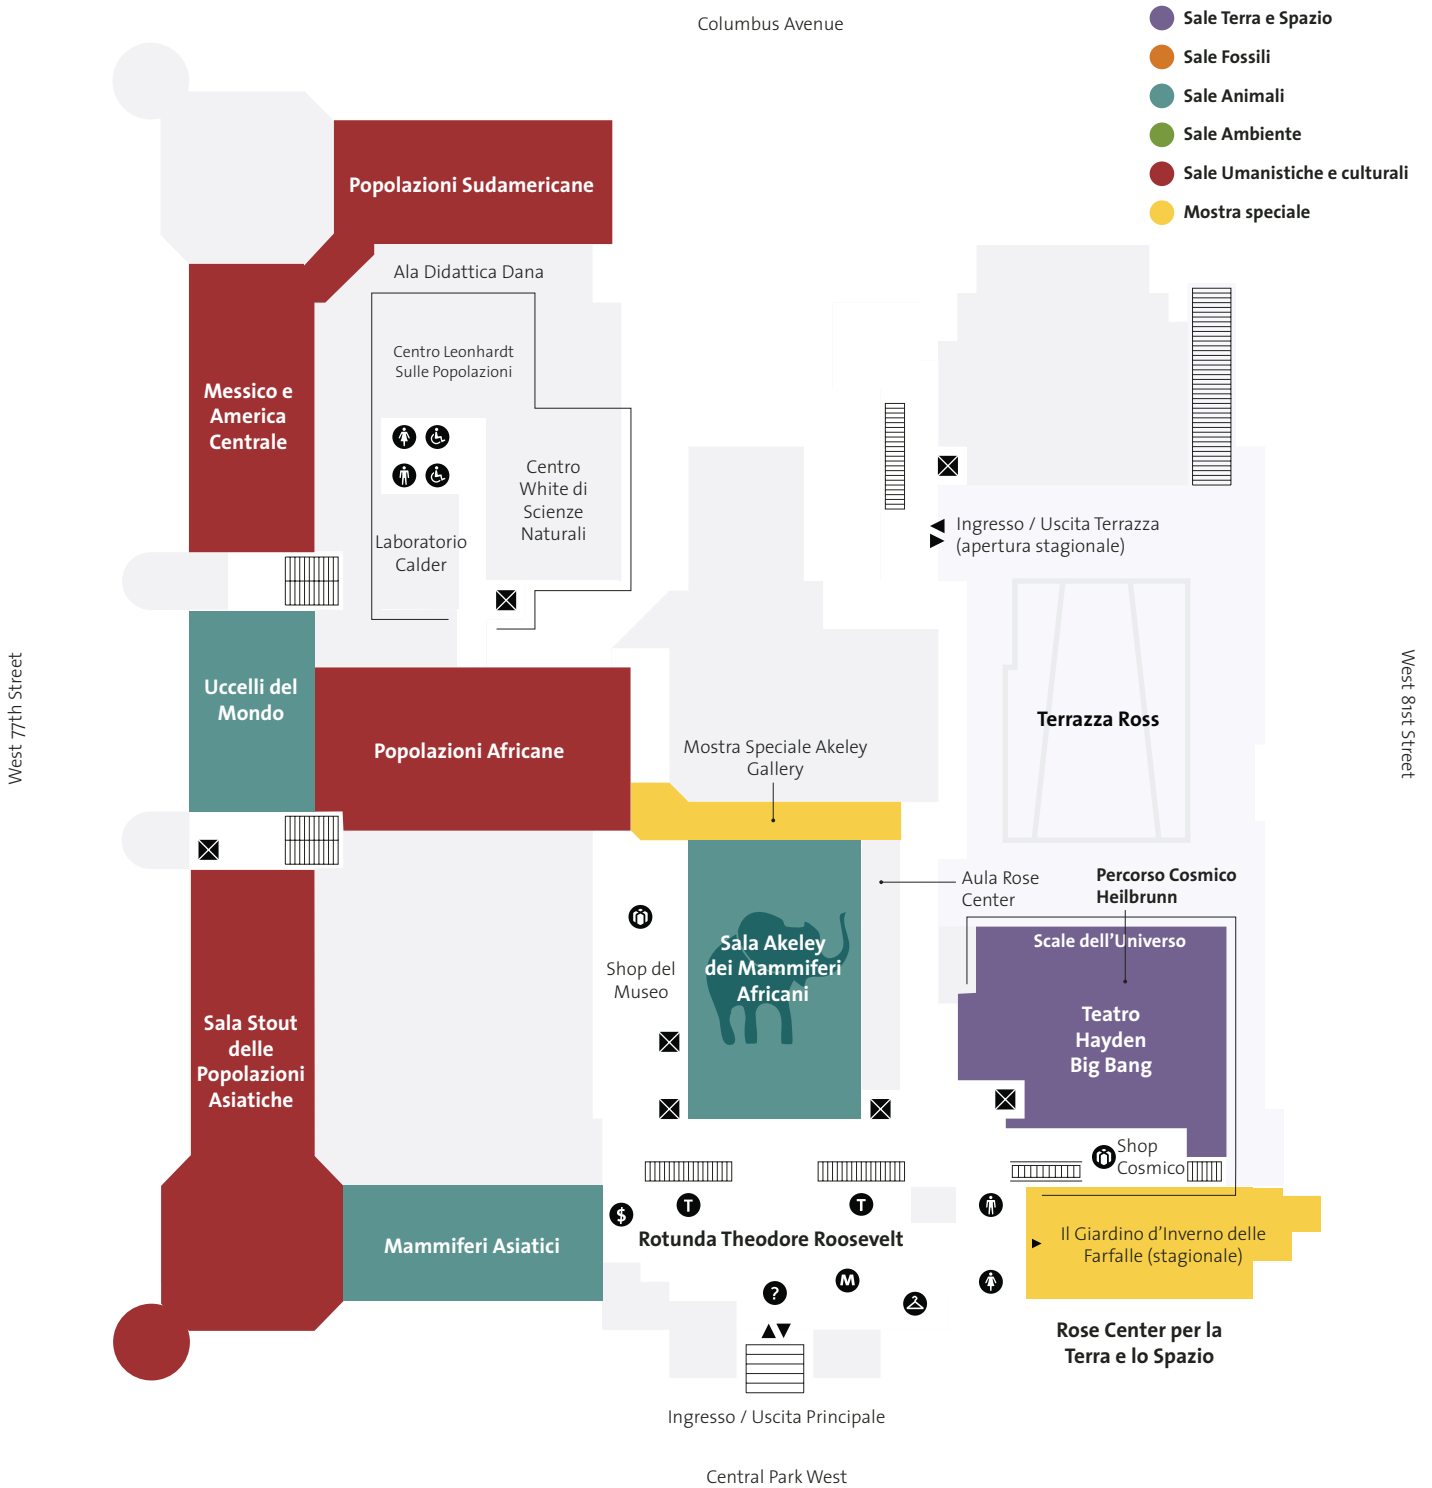 Columbus Avenue
Sale Terra e Spazio
Sale Fossili
Sale Animali
Sale Ambiente
Sale Umanistiche e culturali
Mostra speciale
Popolazioni Sudamericane
Ala Didattica Dana
Centro Leonhardt
Sulle Popolazioni
Messico e
America
Centrale
Centro
White di
Scienze
Naturali
Laboratorio
Calder
Ingresso / Uscita Terrazza
(apertura stagionale)
West 77th Street
West 81st Street
Uccelli del
Mondo
Popolazioni Africane
Mostra Speciale Akeley
Gallery
Terrazza Ross
Aula Rose
Center
Percorso Cosmico
Heilbrunn
Scale dell'Universo
Sala Akeley
dei Mammiferi
Africani
Shop del
Museo
Teatro
Hayden
Big Bang
Sala Stout
delle
Popolazioni
Asiatiche
Shop
Cosmico
$
T
T
Rotunda Theodore Roosevelt
Mammiferi Asiatici
Il Giardino d'Inverno delle
Farfalle (stagionale)
M
?
Rose Center per la
Terra e lo Spazio
Ingresso / Uscita Principale
Central Park West